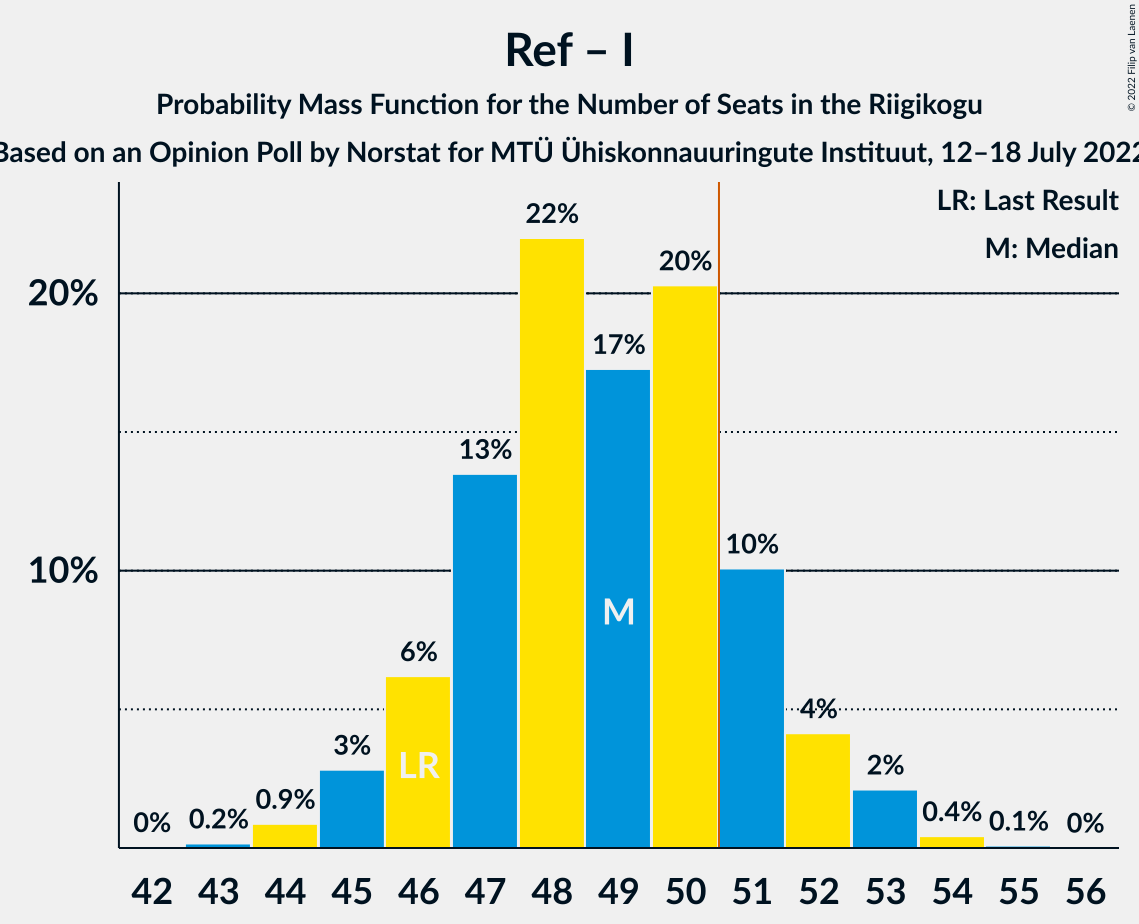 Ref – I
Probability Mass Function for the Number of Seats in the Riigikogu
Based on an Opinion Poll by Norstat for MTÜ Ühiskonnauuringute Instituut, 12–18 July 2022
© 2022 Filip van Laenen
LR: Last Result
M: Median
20%
10%
0%
0.2%
0.9%
3%
6%
13%
22%
17%
20%
10%
4%
2%
0.4%
0.1%
0%
LR
M
42 43 44 45 46 47 48 49 50 51 52 53 54 55 56